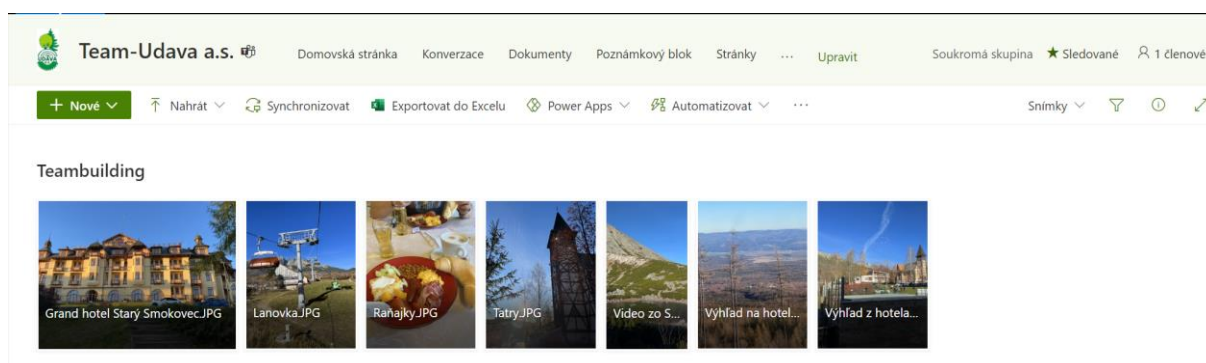 Team-Udava a.s.
Domovská stránka Konverzace Dokumenty Poznámkový blok Stránky ... Upravit
Soukromá skupina ★ Sledované 1 členové
+ Nové Nahrát Synchronizovat Exportovat do Excelu Power Apps Automatizovat ...
Snímky
Teambuilding
Grand hotel Starý Smokovec.JPG
Lanovka.JPG
Raňajky.JPG
Tatry.JPG
Video zo S...
Výhľad na hotel...
Výhľad z hotela...